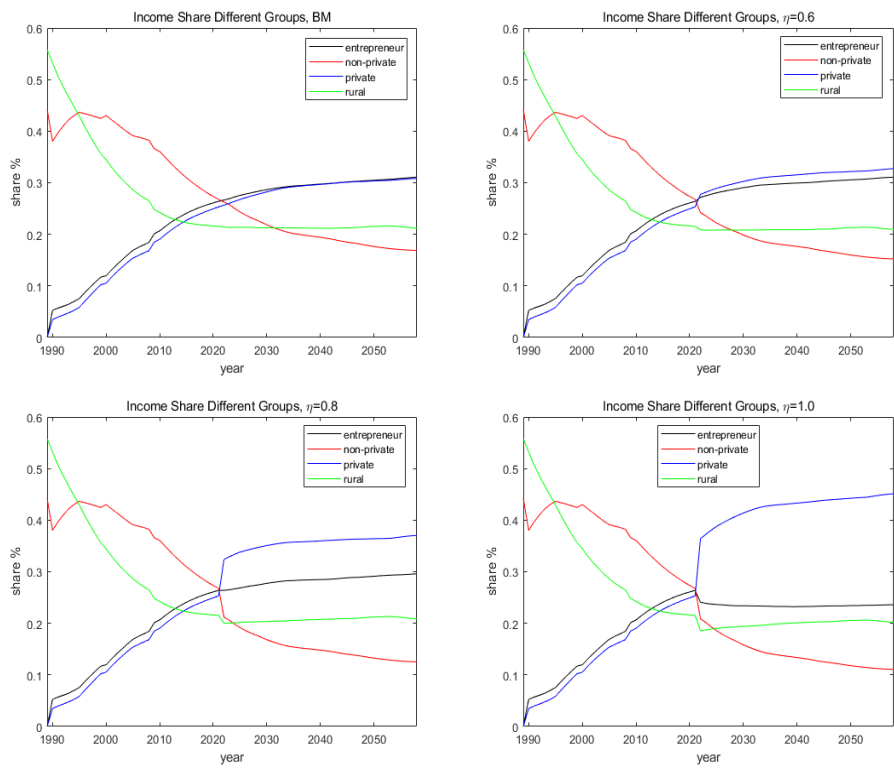 Income Share Different Groups, BM
0.6
0.5
0.4
0.3
0.2
0.1
0
share %
entrepreneur
non-private
private
rural
1990 2000 2010 2020 2030 2040 2050
year
Income Share Different Groups, η=0.6
0.6
0.5
0.4
0.3
0.2
0.1
0
share %
entrepreneur
non-private
private
rural
1990 2000 2010 2020 2030 2040 2050
year
Income Share Different Groups, η=0.8
0.6
0.5
0.4
0.3
0.2
0.1
0
share %
entrepreneur
non-private
private
rural
1990 2000 2010 2020 2030 2040 2050
year
Income Share Different Groups, η=1.0
0.6
0.5
0.4
0.3
0.2
0.1
0
share %
entrepreneur
non-private
private
rural
1990 2000 2010 2020 2030 2040 2050
year